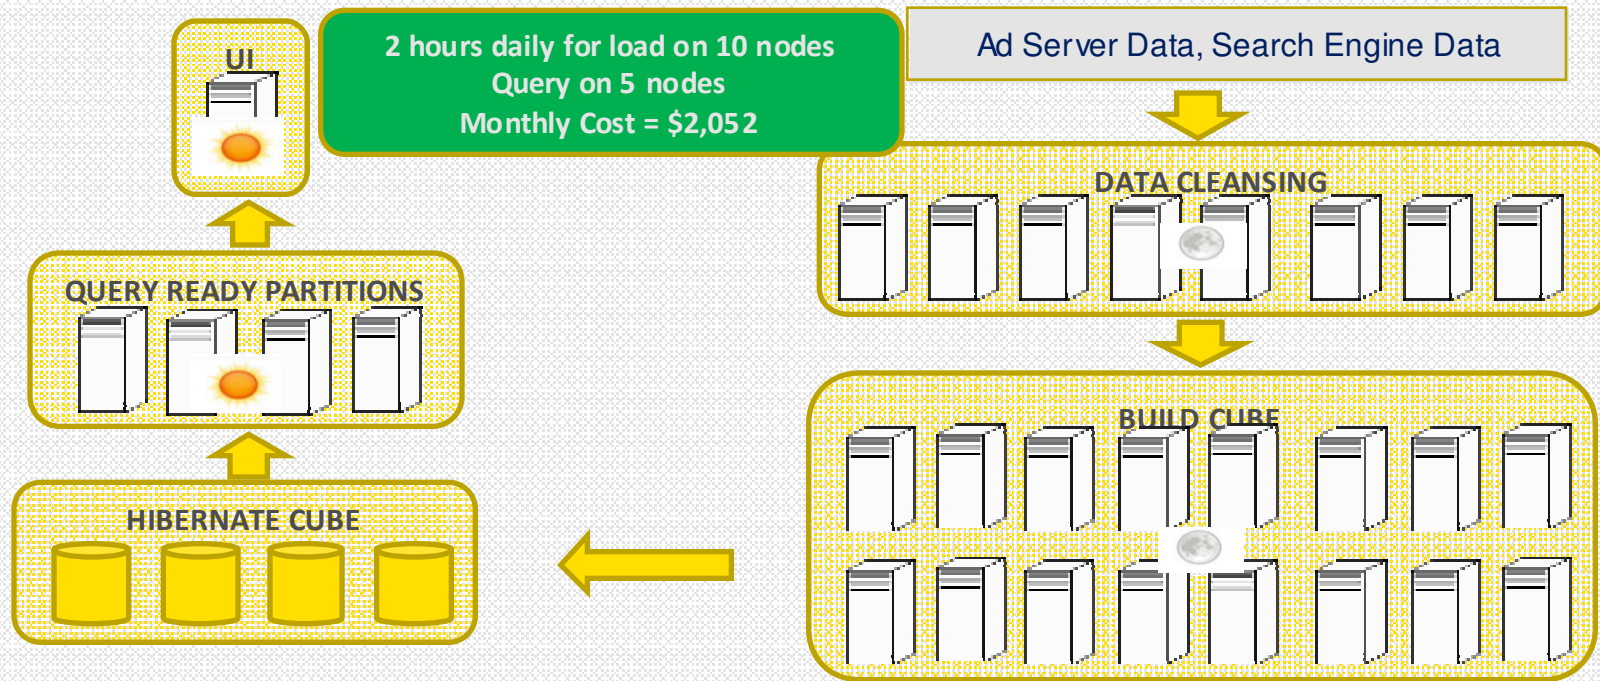 UI
2 hours daily for load on 10 nodes
Query on 5 nodes
Monthly Cost = $2,052
Ad Server Data, Search Engine Data
DATA CLEANSING
QUERY READY PARTITIONS
BUILD CUBE
HIBERNATE CUBE